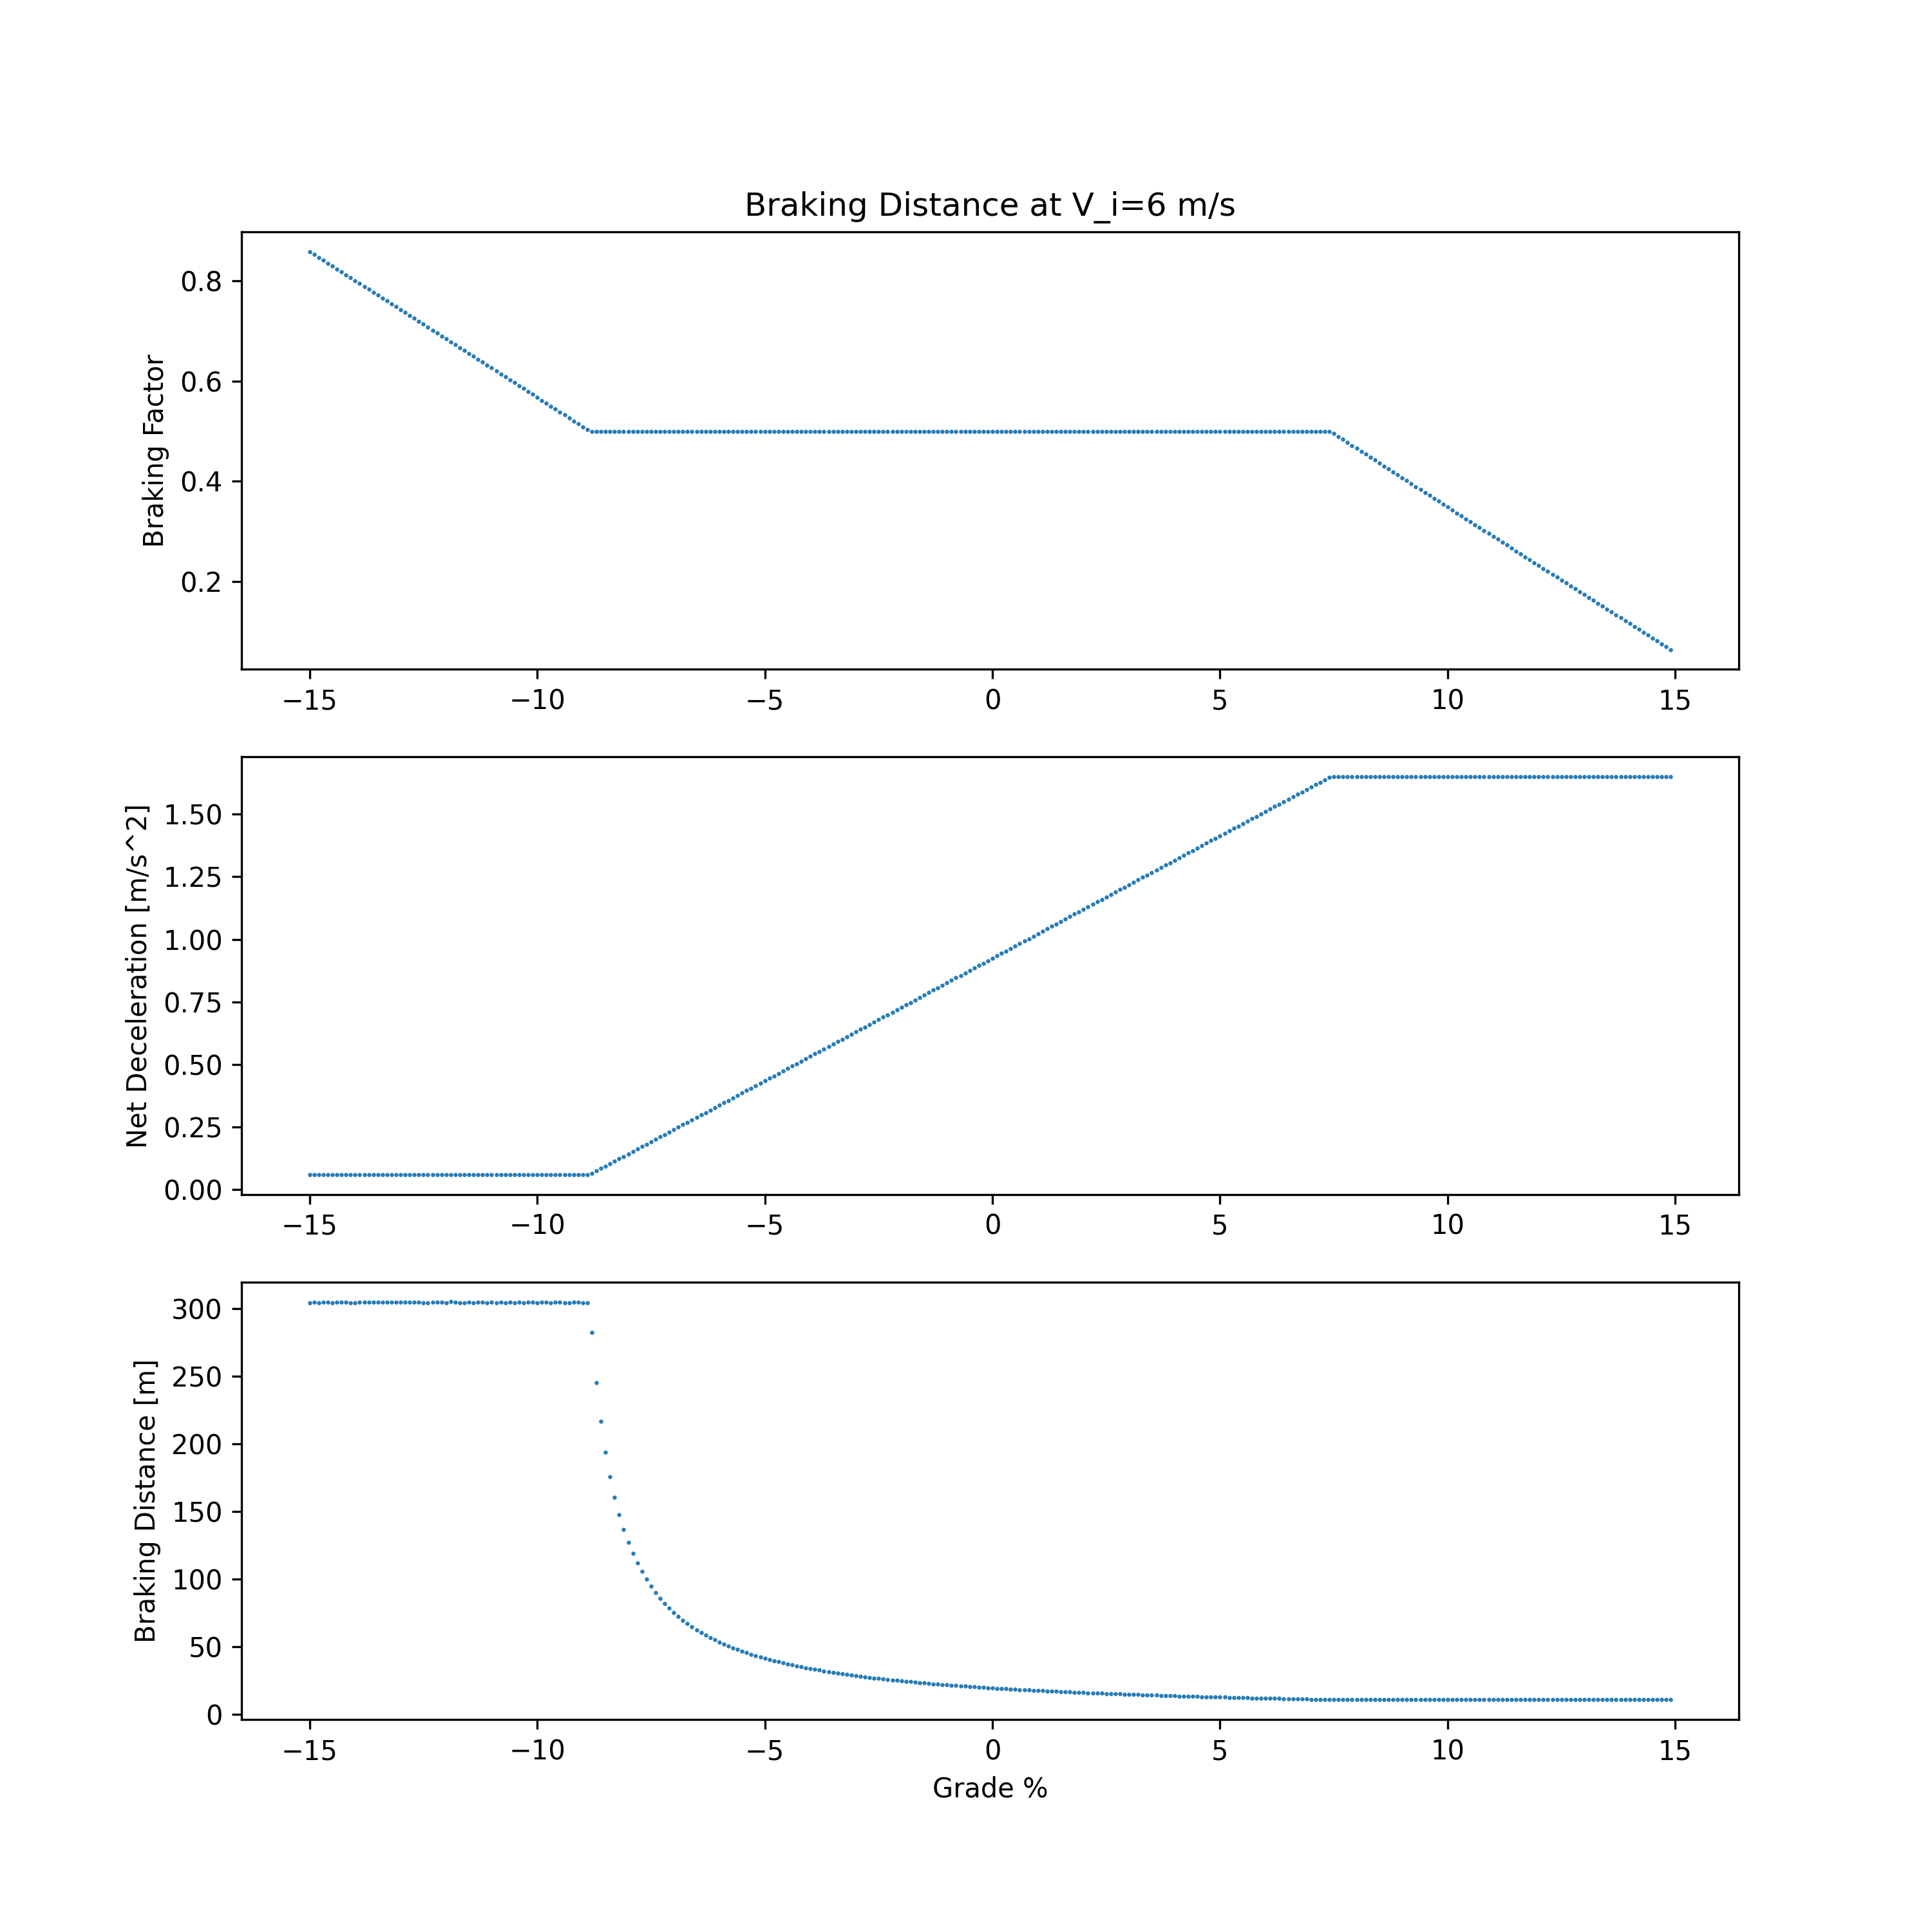 Braking Distance at V_i=6 m/s
Braking Factor
0.8
0.6
0.4
0.2
−15 −10 −5 0 5 10 15
Net Deceleration [m/s^2]
1.50
1.25
1.00
0.75
0.50
0.25
0.00
−15 −10 −5 0 5 10 15
Braking Distance [m]
300
250
200
150
100
50
0
−15 −10 −5 0 5 10 15
Grade %